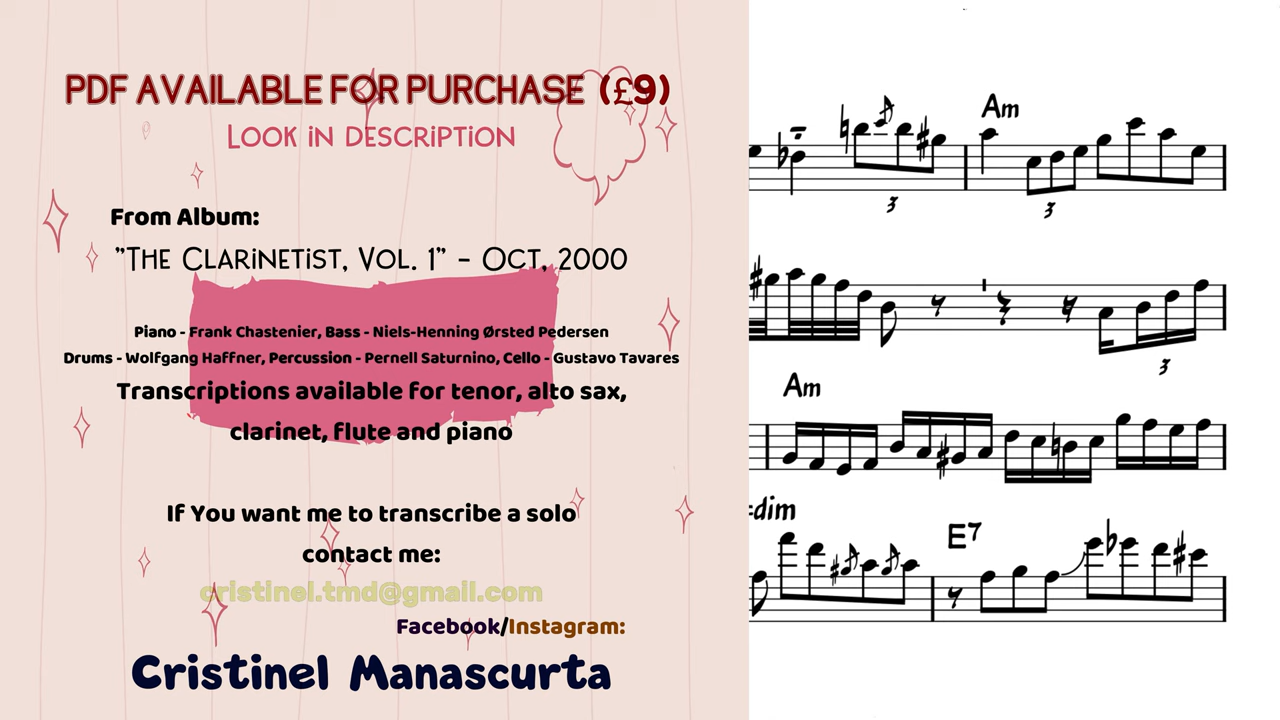 PDF AVAILABLE FOR PURCHASE (£9)
LOOK IN DESCRIPTION
From Album:
"THE CLARINETIST, VOL. 1" - OCT, 2000
Piano - Frank Chastenier, Bass - Niels-Henning Ørsted Pedersen
Drums - Wolfgang Haffner, Percussion - Pernell Saturnino, Cello - Gustavo Tavares
Transcriptions available for tenor, alto sax,
clarinet, flute and piano
If You want me to transcribe a solo
contact me:
cristinel.tmd@gmail.com
Facebook/Instagram:
Cristinel Manascurta
Am
3
3
3
Am
dim
E7